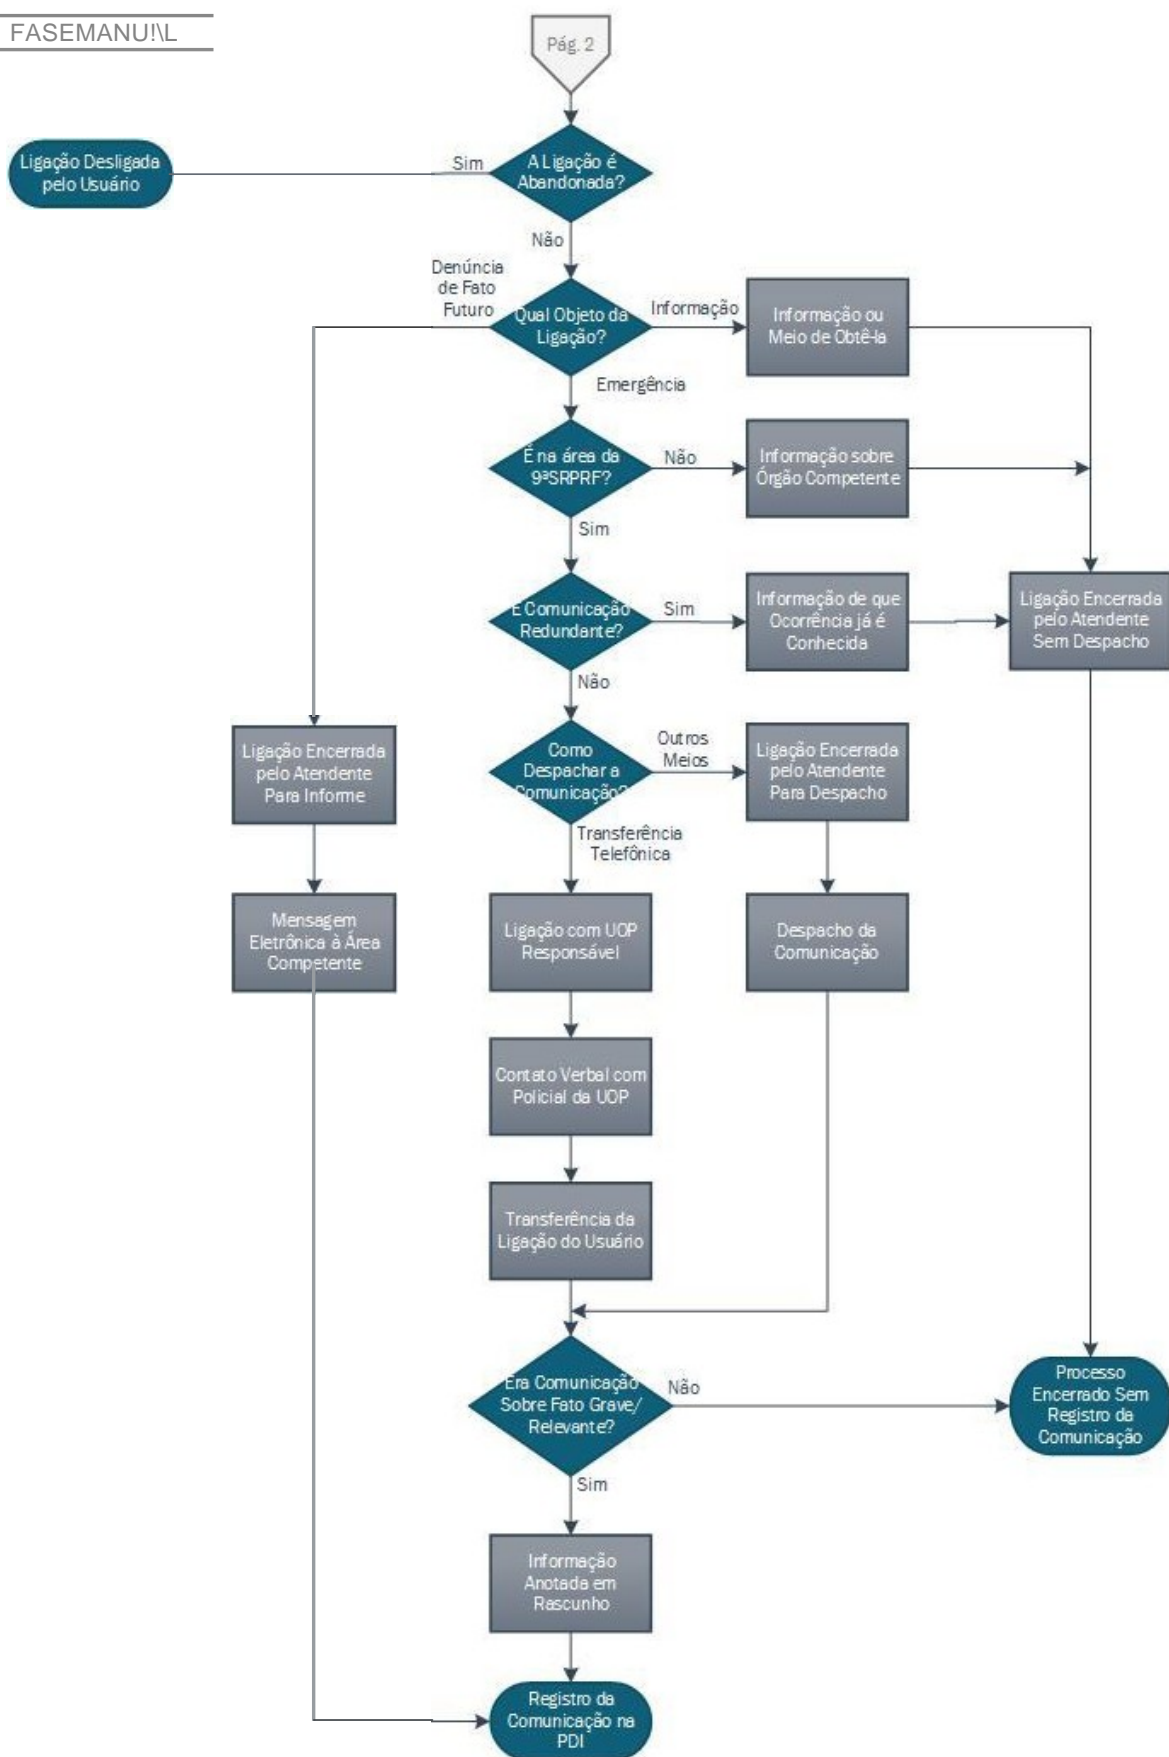 FASEMANU!\L
Pág. 2
Ligação Desligada
pelo Usuário
Sim
A Ligação é
Abandonada?
Não
Denúncia
de Fato
Futuro
Qual Objeto da
Ligação?
Informação
Informação ou
Meio de Obtê-la
Emergência
É na área da
9ªSRPRF?
Não
Informação sobre
Órgão Competente
Sim
É Comunicação
Redundante?
Sim
Informação de que
Ocorrência já é
Conhecida
Ligação Encerrada
pelo Atendente
Sem Despacho
Não
Ligação Encerrada
pelo Atendente
Para Informe
Como
Despachar a
Comunicação?
Outros
Meios
Ligação Encerrada
pelo Atendente
Para Despacho
Transferência
Telefônica
Mensagem
Eletrônica à Área
Competente
Ligação com UOP
Responsável
Despacho da
Comunicação
Contato Verbal com
Policial da UOP
Transferência da
Ligação do Usuário
Era Comunicação
Sobre Fato Grave/
Relevante?
Não
Processo
Encerrado Sem
Registro da
Comunicação
Sim
Informação
Anotada em
Rascunho
Registro da
Comunicação na
PDI